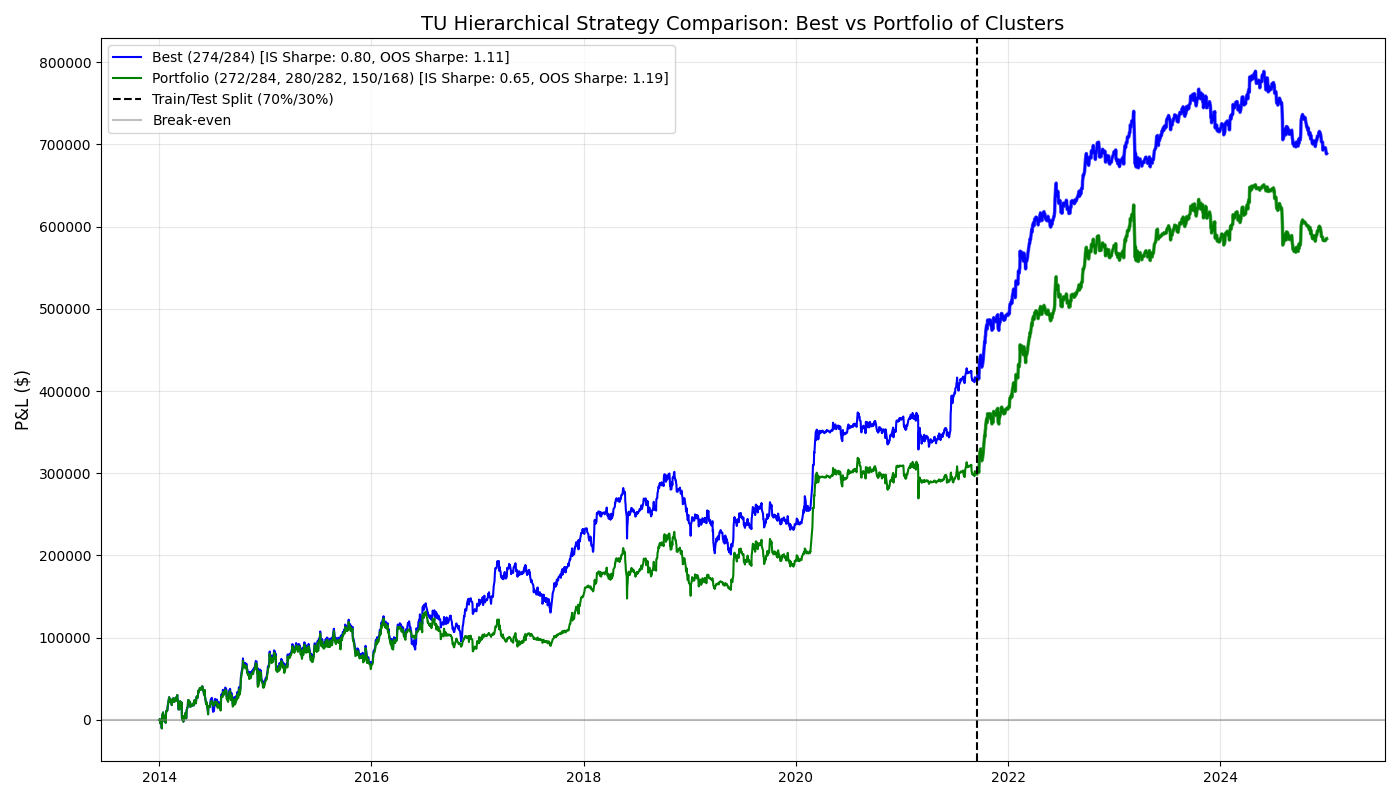 TU Hierarchical Strategy Comparison: Best vs Portfolio of Clusters
Best (274/284) [IS Sharpe: 0.80, OOS Sharpe: 1.11]
Portfolio (272/284, 280/282, 150/168) [IS Sharpe: 0.65, OOS Sharpe: 1.19]
Train/Test Split (70%/30%)
Break-even
P&L ($)
800000
700000
600000
500000
400000
300000
200000
100000
0
2014
2016
2018
2020
2022
2024